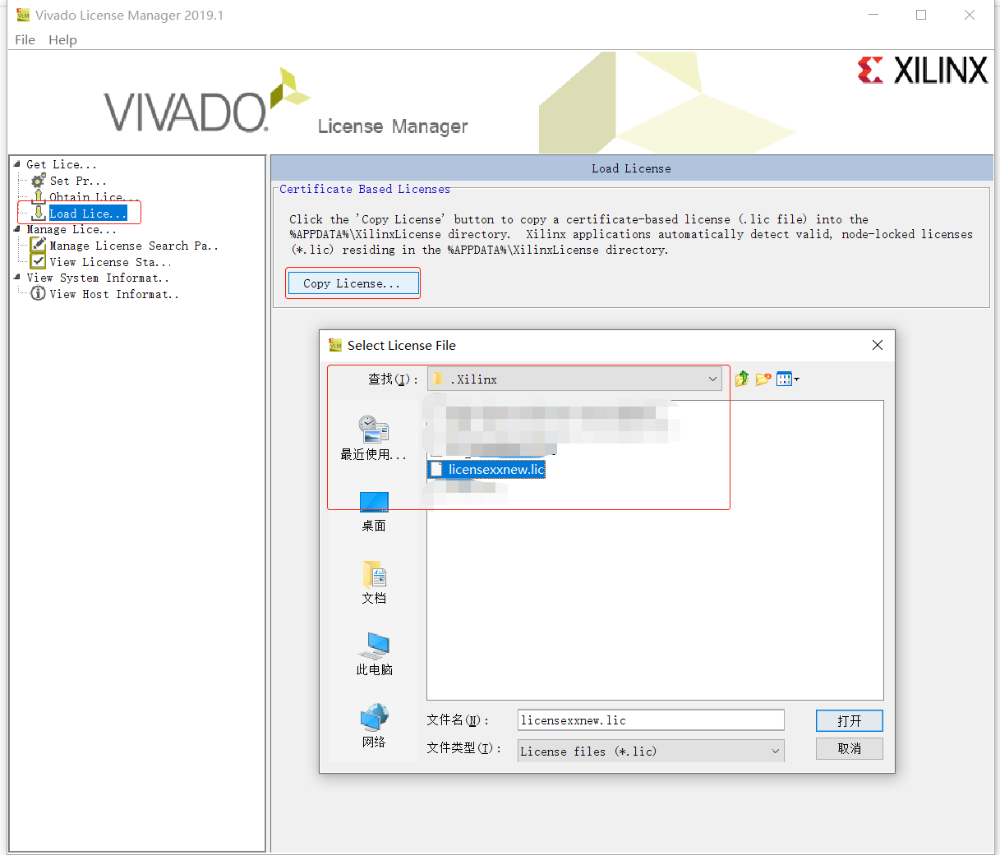 Vivado License Manager 2019.1
File Help
XILINX
VIVADO.
License Manager
Get Lice...
Set Pr...
Obtain Lice...
Load Lice...
Manage Lice...
Manage License Search Pa..
View License Sta...
View System Informat..
View Host Informat..
Load License
Certificate Based Licenses
Click the 'Copy License' button to copy a certificate-based license (.lic file) into the
%APPDATA%\XilinxLicense directory.  Xilinx applications automatically detect valid, node-locked licenses
(*.lic) residing in the %APPDATA%\XilinxLicense directory.
Copy License...
VLM Select License File
查找(I): .Xilinx
最近使用...
licensexxnew.lic
桌面
文档
此电脑
网络
文件名(N): licensexxnew.lic 打开
文件类型(T): License files (*.lic) 取消